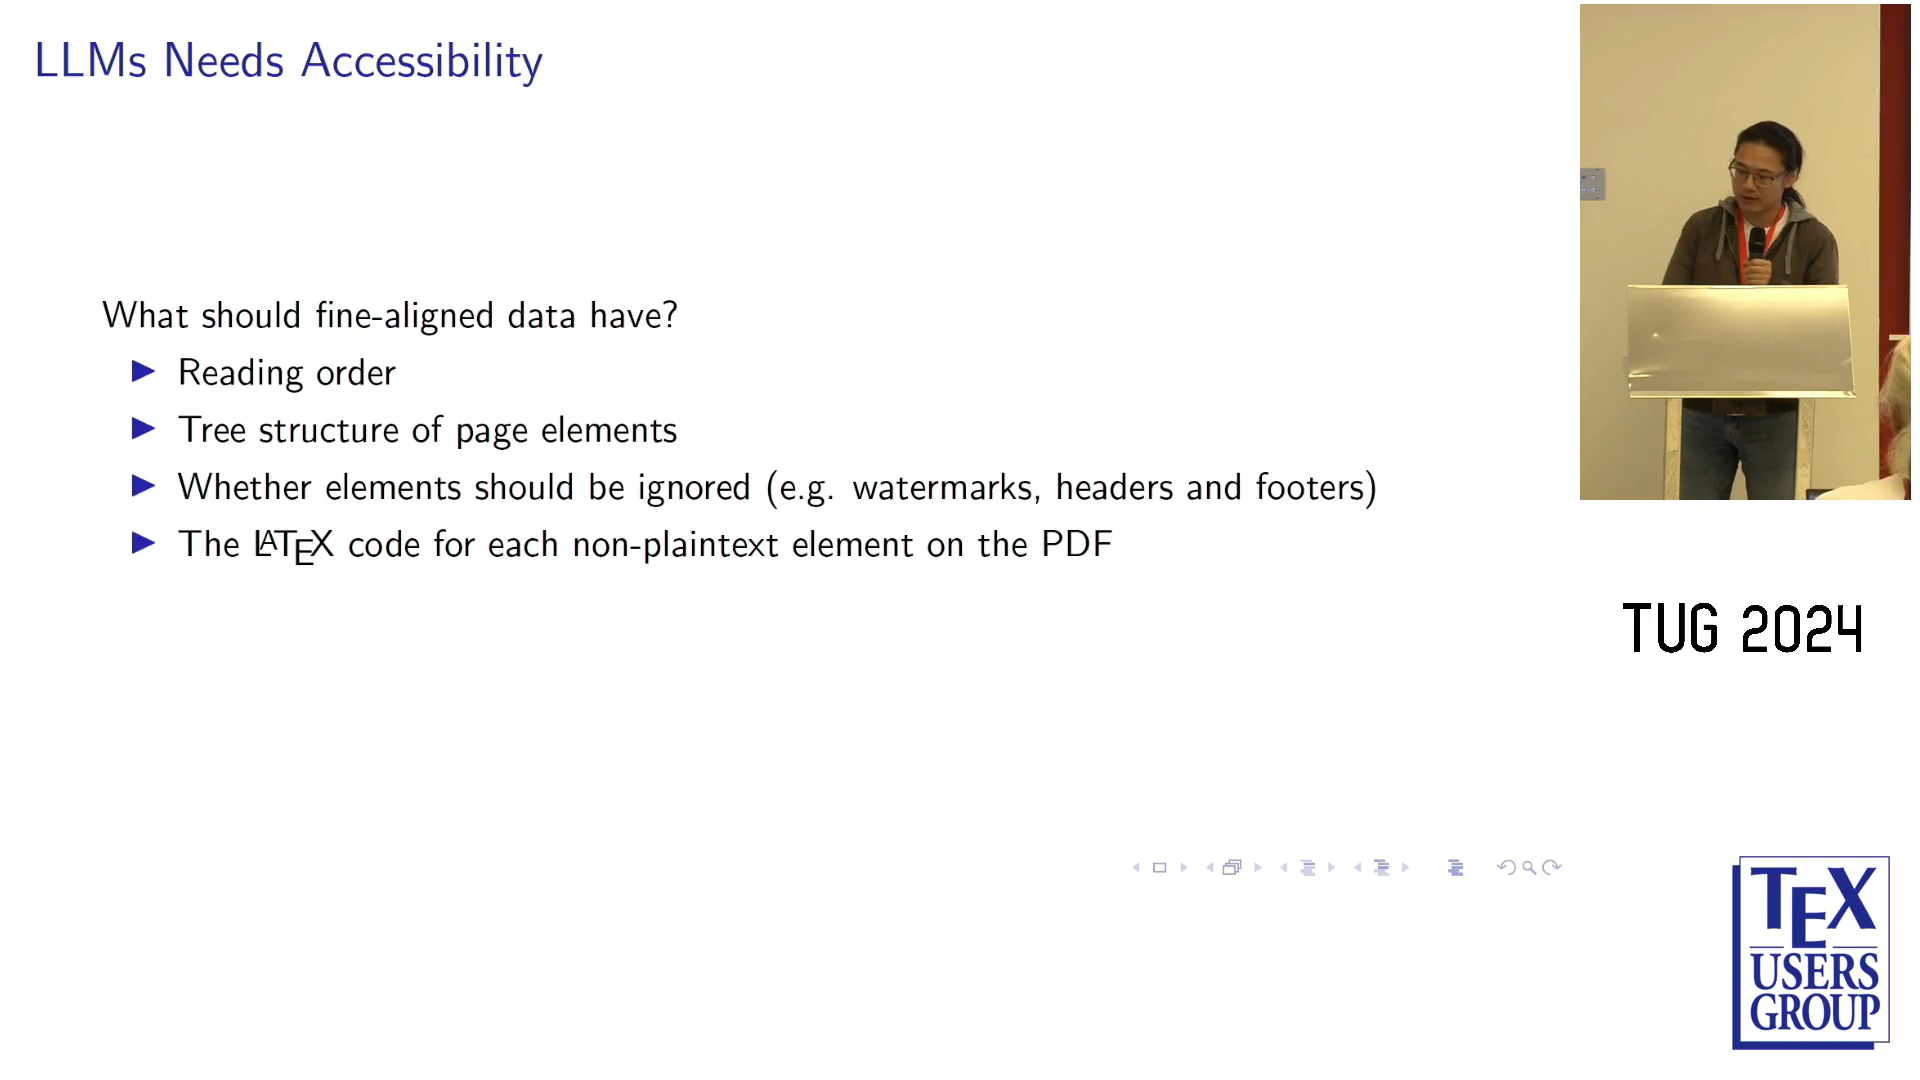 LLMs Needs Accessibility
What should fine-aligned data have?
Reading order
Tree structure of page elements
Whether elements should be ignored (e.g. watermarks, headers and footers)
The LATEX code for each non-plaintext element on the PDF
TUG 2024
TEX
USERS
GROUP